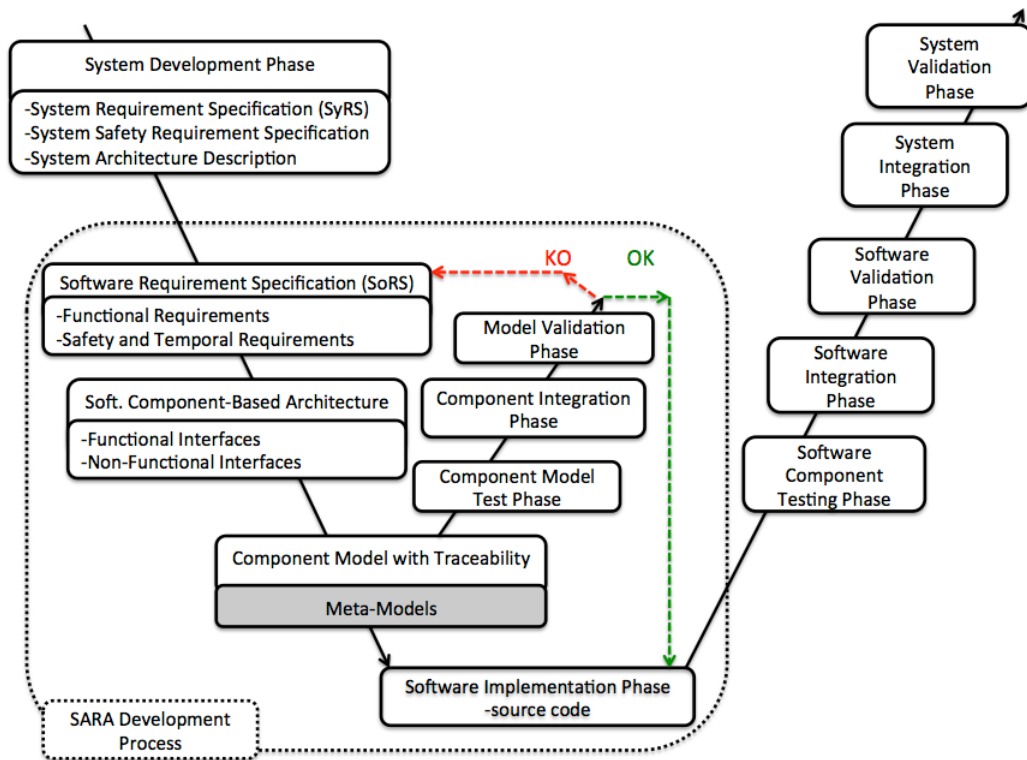 System Development Phase
-System Requirement Specification (SyRS)
-System Safety Requirement Specification
-System Architecture Description
Software Requirement Specification (SoRS)
-Functional Requirements
-Safety and Temporal Requirements
Soft. Component-Based Architecture
-Functional Interfaces
-Non-Functional Interfaces
Component Model with Traceability
Meta-Models
KO
OK
Model Validation
Phase
Component Integration
Phase
Component Model
Test Phase
Software Implementation Phase
-source code
SARA Development
Process
System
Validation
Phase
System
Integration
Phase
Software
Validation
Phase
Software
Integration
Phase
Software
Component
Testing Phase